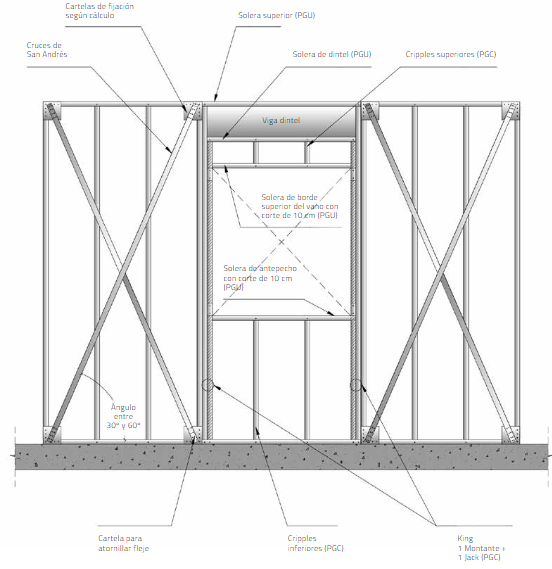 Cartelas de fijación
según cálculo
Solera superior (PGU)
Cruces de
San Andrés
Solera de dintel (PGU)
Cripples superiores (PGC)
Viga dintel
Solera de borde
superior del vano con
corte de 10 cm (PGU)
Solera de antepecho
con corte de 10 cm
(PGU)
Ángulo
entre
30° y 60°
Cartela para
atornillar fleje
Cripples
inferiores (PGC)
King
1 Montante +
1 Jack (PGC)